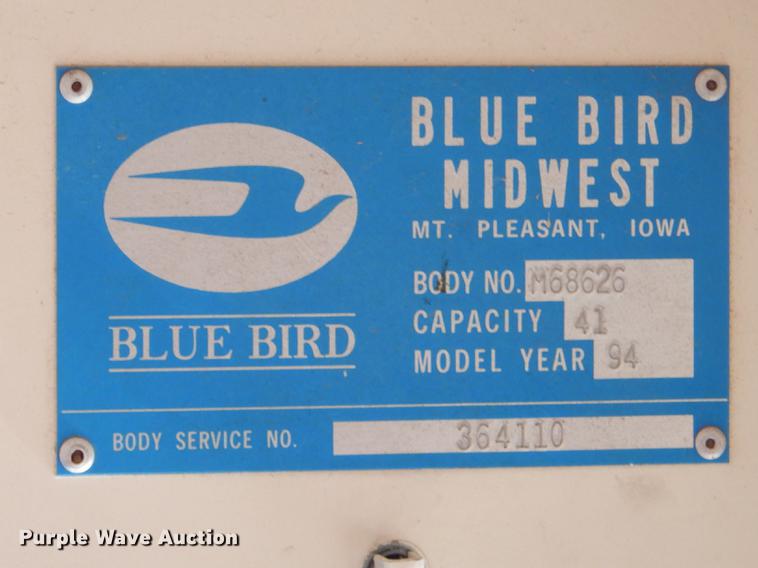 BLUE BIRD
BLUE BIRD
MIDWEST
MT. PLEASANT, IOWA
BODY NO. M68626
CAPACITY 41
MODEL YEAR 94
BODY SERVICE NO. 364110
Purple Wave Auction